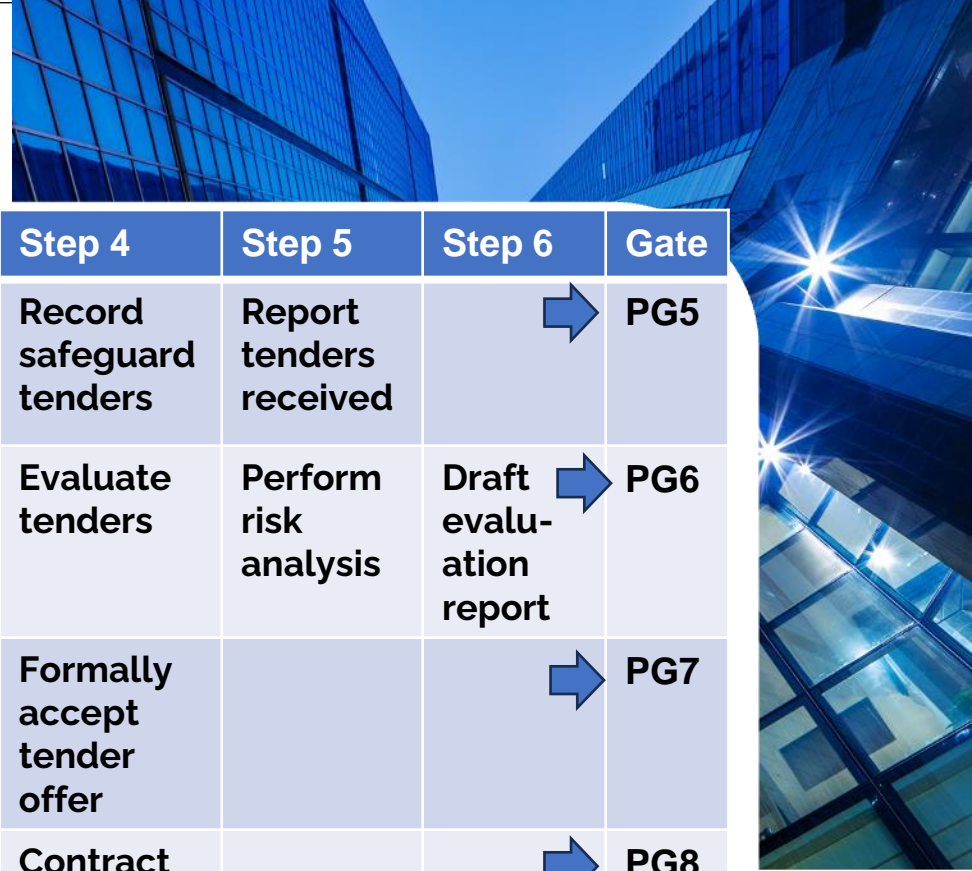 Step 4 Step 5 Step 6 Gate
Record safeguard tenders Report tenders received PG5
Evaluate tenders Perform risk analysis Draft evalu-ation report PG6
Formally accept tender offer PG7
Contract PG8